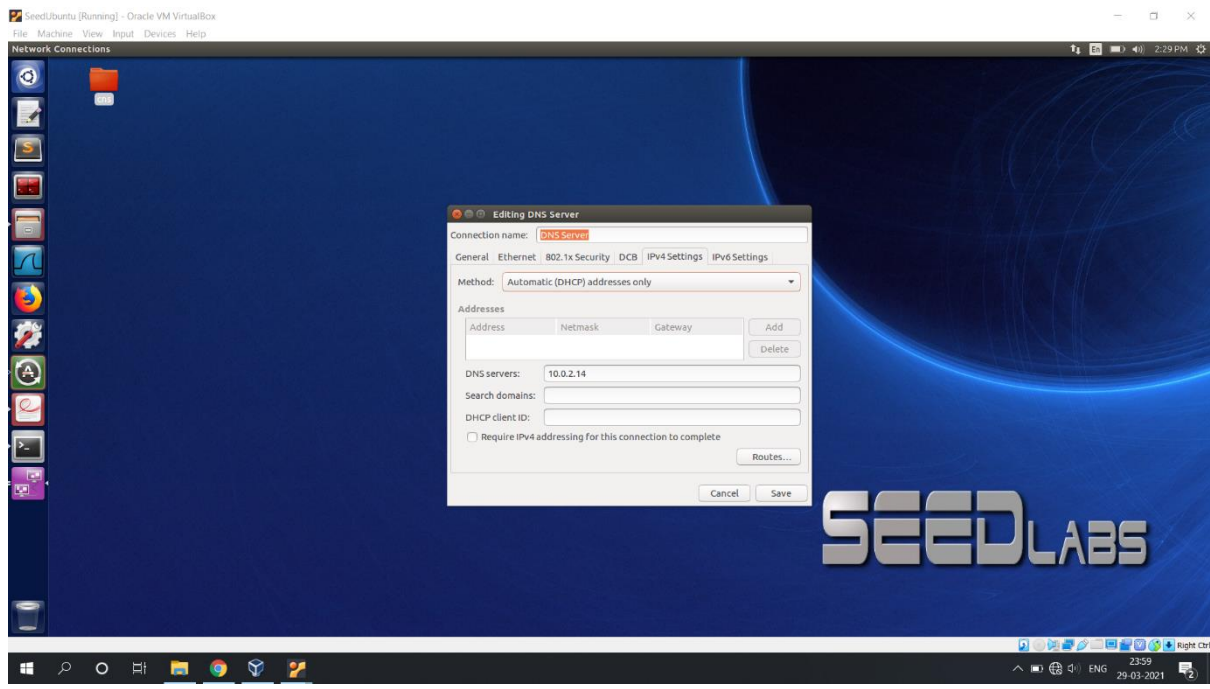 SeedUbuntu [Running] - Oracle VM VirtualBox
File Machine View Input Devices Help
Network Connections
En 2:29 PM
cns
Editing DNS Server
Connection name: DNS Server
General Ethernet 802.1x Security DCB IPv4 Settings IPv6 Settings
Method: Automatic (DHCP) addresses only
Addresses
Address Netmask Gateway Add
Delete
DNS servers: 10.0.2.14
Search domains:
DHCP client ID:
Require IPv4 addressing for this connection to complete
Routes...
Cancel Save
SEEDLABS
Right Ctrl
ENG 23:59
29-03-2021
2